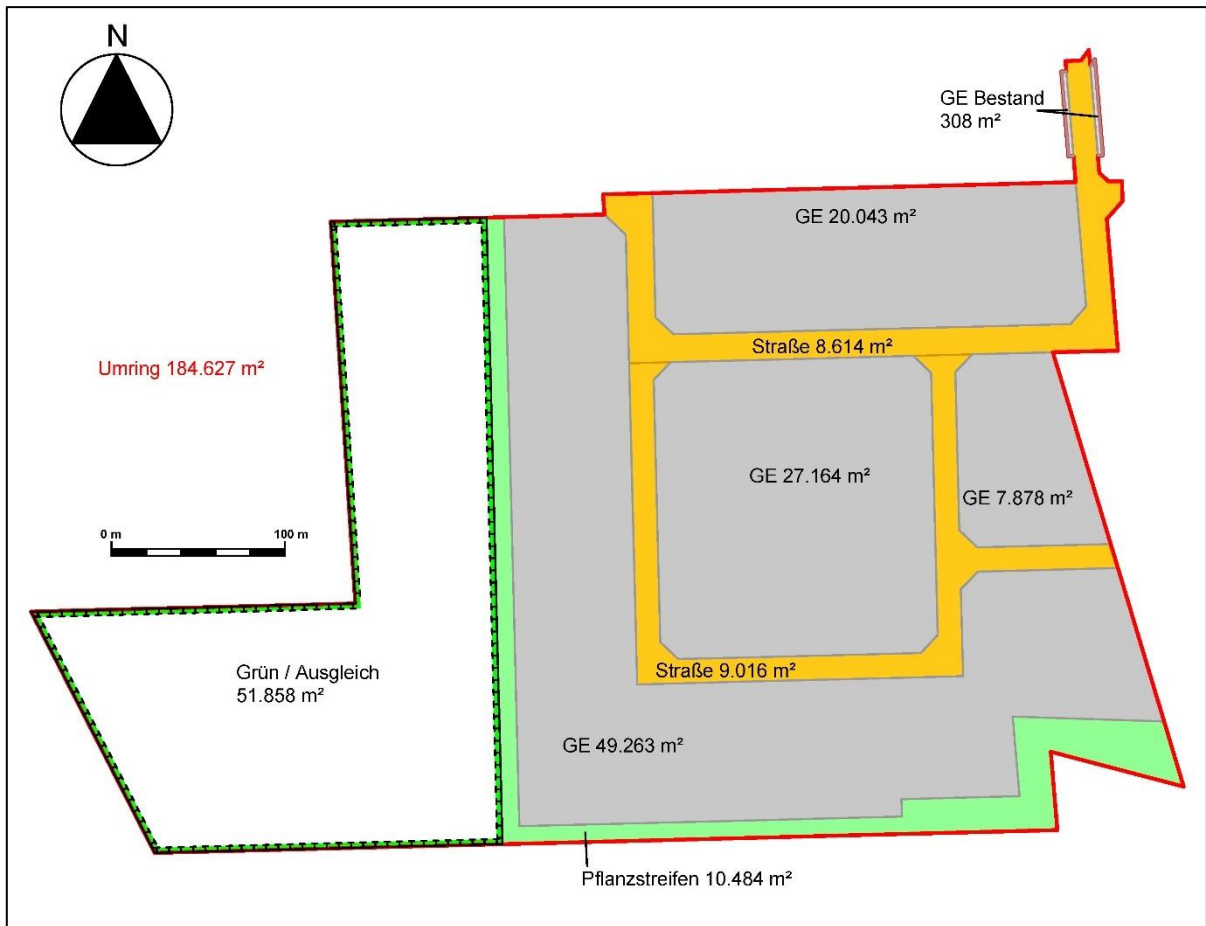 N
GE Bestand
308 m²
GE 20.043 m²
Straße 8.614 m²
Umring 184.627 m²
GE 27.164 m²
GE 7.878 m²
0 m 100 m
Grün / Ausgleich
51.858 m²
Straße 9.016 m²
GE 49.263 m²
Pflanzstreifen 10.484 m²